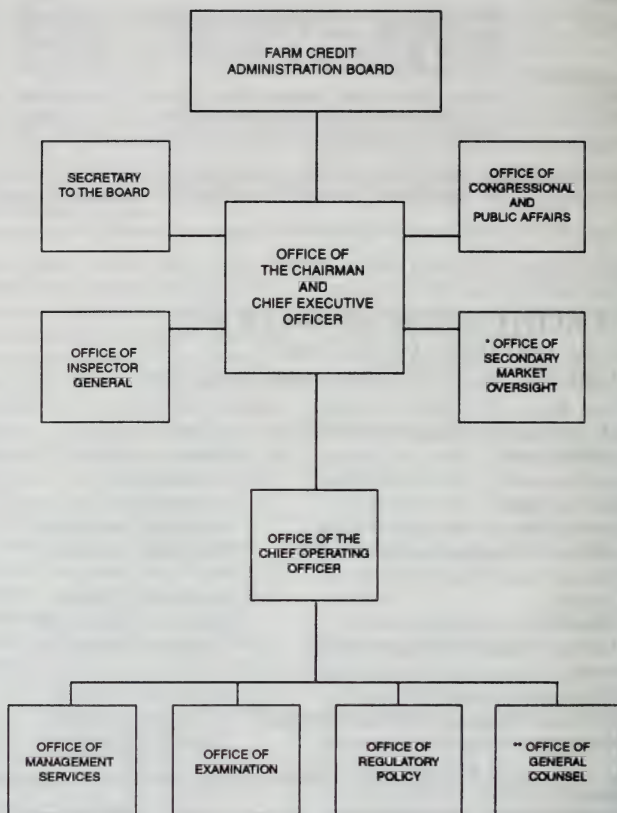 FARM CREDIT
ADMINISTRATION BOARD
SECRETARY
TO THE BOARD
OFFICE OF
CONGRESSIONAL
AND
PUBLIC AFFAIRS
OFFICE OF
THE CHAIRMAN
AND
CHIEF EXECUTIVE
OFFICER
OFFICE OF
INSPECTOR
GENERAL
* OFFICE OF
SECONDARY
MARKET
OVERSIGHT
OFFICE OF THE
CHIEF OPERATING
OFFICER
OFFICE OF
MANAGEMENT
SERVICES
OFFICE OF
EXAMINATION
OFFICE OF
REGULATORY
POLICY
** OFFICE OF
GENERAL
COUNSEL